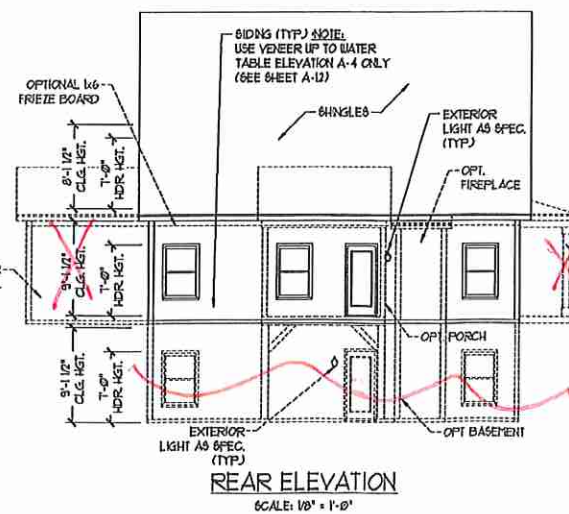 SIDING (TYP.) NOTE:
USE VENEER UP TO WATER
TABLE ELEVATION A-4 ONLY
(SEE SHEET A-12)
OPTIONAL 1x6
FRIEZE BOARD
SHINGLES
EXTERIOR
LIGHT AS SPEC.
(TYP.)
OPT.
FIREPLACE
8'-1 1/2"
CLG. HGT.
7'-0"
HDR. HGT.
9'-1 1/2"
CLG. HGT.
7'-0"
HDR. HGT.
OPT. PORCH
9'-1 1/2"
CLG. HGT.
7'-0"
HDR. HGT.
EXTERIOR
LIGHT AS SPEC.
(TYP.)
OPT BASEMENT
REAR ELEVATION
SCALE: 1/8" = 1'-0"